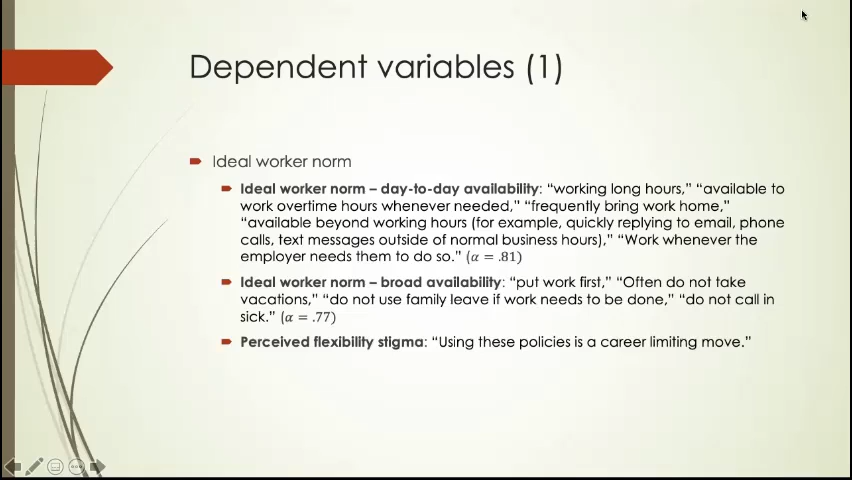 Dependent variables (1)
Ideal worker norm
Ideal worker norm – day-to-day availability: “working long hours,” “available to
work overtime hours whenever needed,” “frequently bring work home,”
“available beyond working hours (for example, quickly replying to email, phone
calls, text messages outside of normal business hours),” “Work whenever the
employer needs them to do so.” (α = .81)
Ideal worker norm – broad availability: “put work first,” “Often do not take
vacations,” “do not use family leave if work needs to be done,” “do not call in
sick.” (α = .77)
Perceived flexibility stigma: “Using these policies is a career limiting move.”